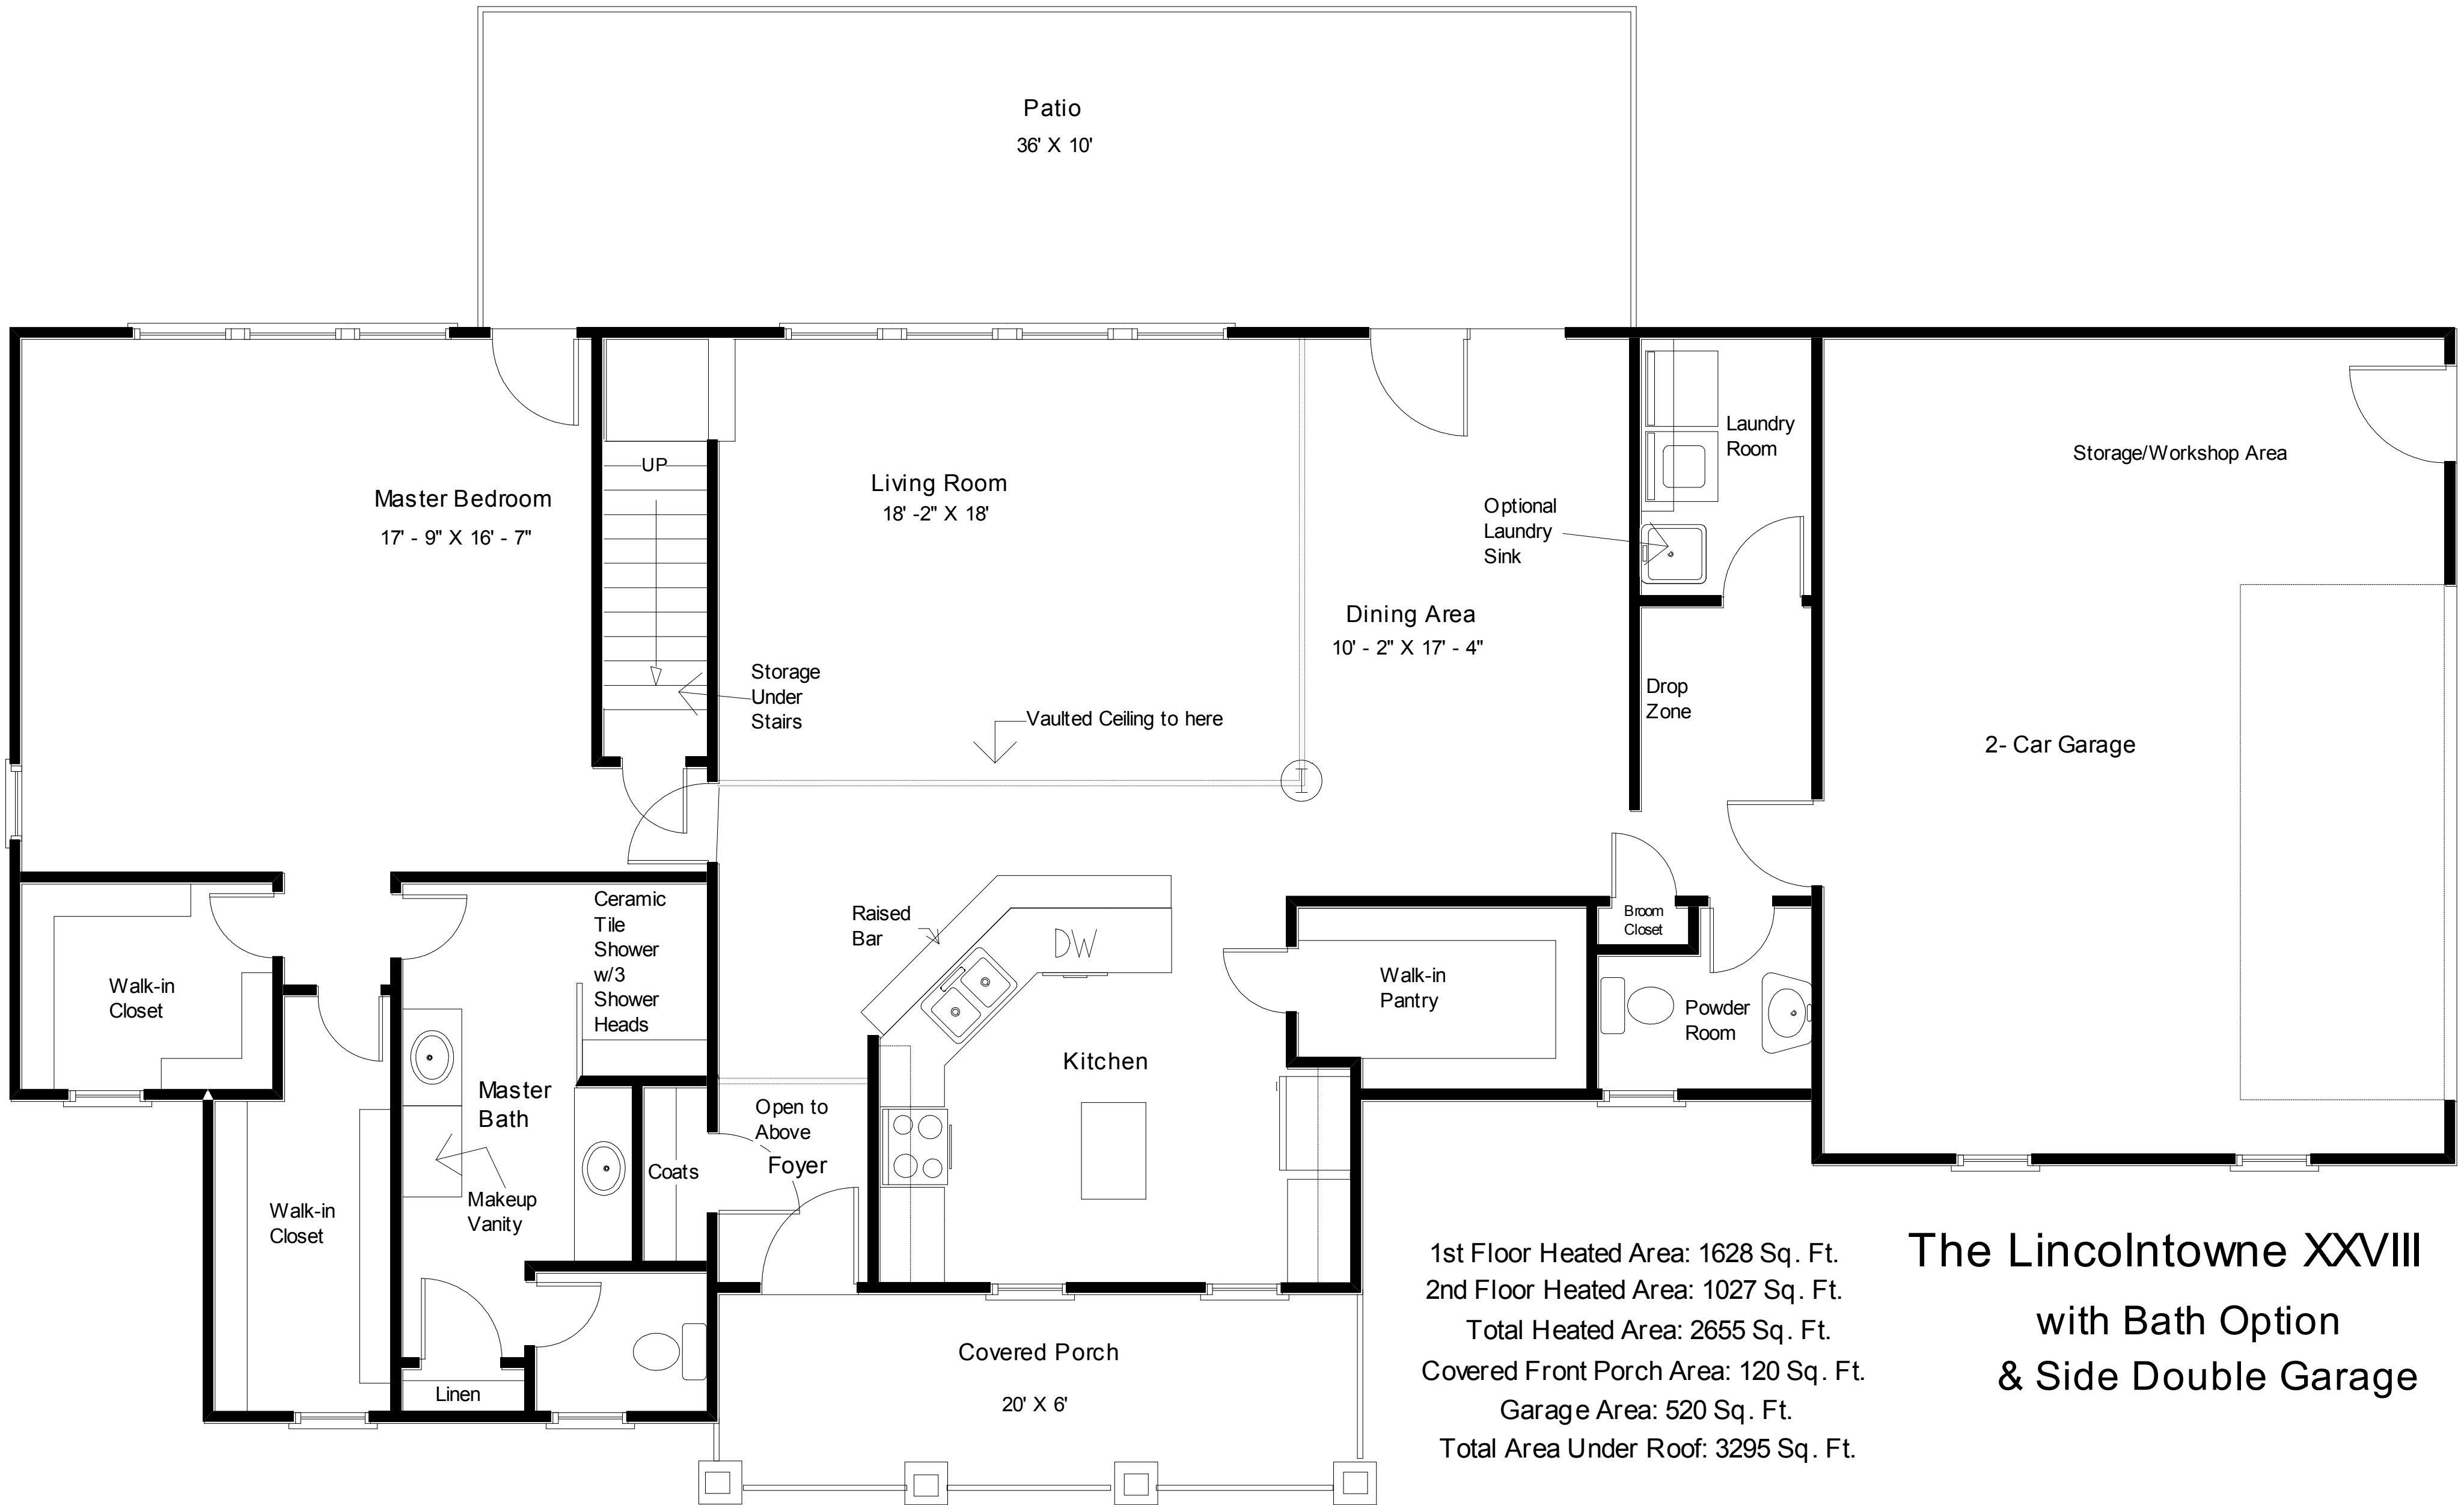 Patio
36' X 10'
Master Bedroom
17' - 9" X 16' - 7"
UP
Living Room
18' -2" X 18'
Laundry
Room
Storage/Workshop Area
Optional
Laundry
Sink
Dining Area
10' - 2" X 17' - 4"
Storage
Under
Stairs
Vaulted Ceiling to here
Drop
Zone
2- Car Garage
Walk-in
Closet
Ceramic
Tile
Shower
w/3
Shower
Heads
Raised
Bar
DW
Walk-in
Pantry
Broom
Closet
Powder
Room
Kitchen
Master
Bath
Open to
Above
Foyer
Coats
Makeup
Vanity
Walk-in
Closet
Linen
Covered Porch
20' X 6'
1st Floor Heated Area: 1628 Sq. Ft.
2nd Floor Heated Area: 1027 Sq. Ft.
Total Heated Area: 2655 Sq. Ft.
Covered Front Porch Area: 120 Sq. Ft.
Garage Area: 520 Sq. Ft.
Total Area Under Roof: 3295 Sq. Ft.
The Lincolntowne XXVIII
with Bath Option
& Side Double Garage